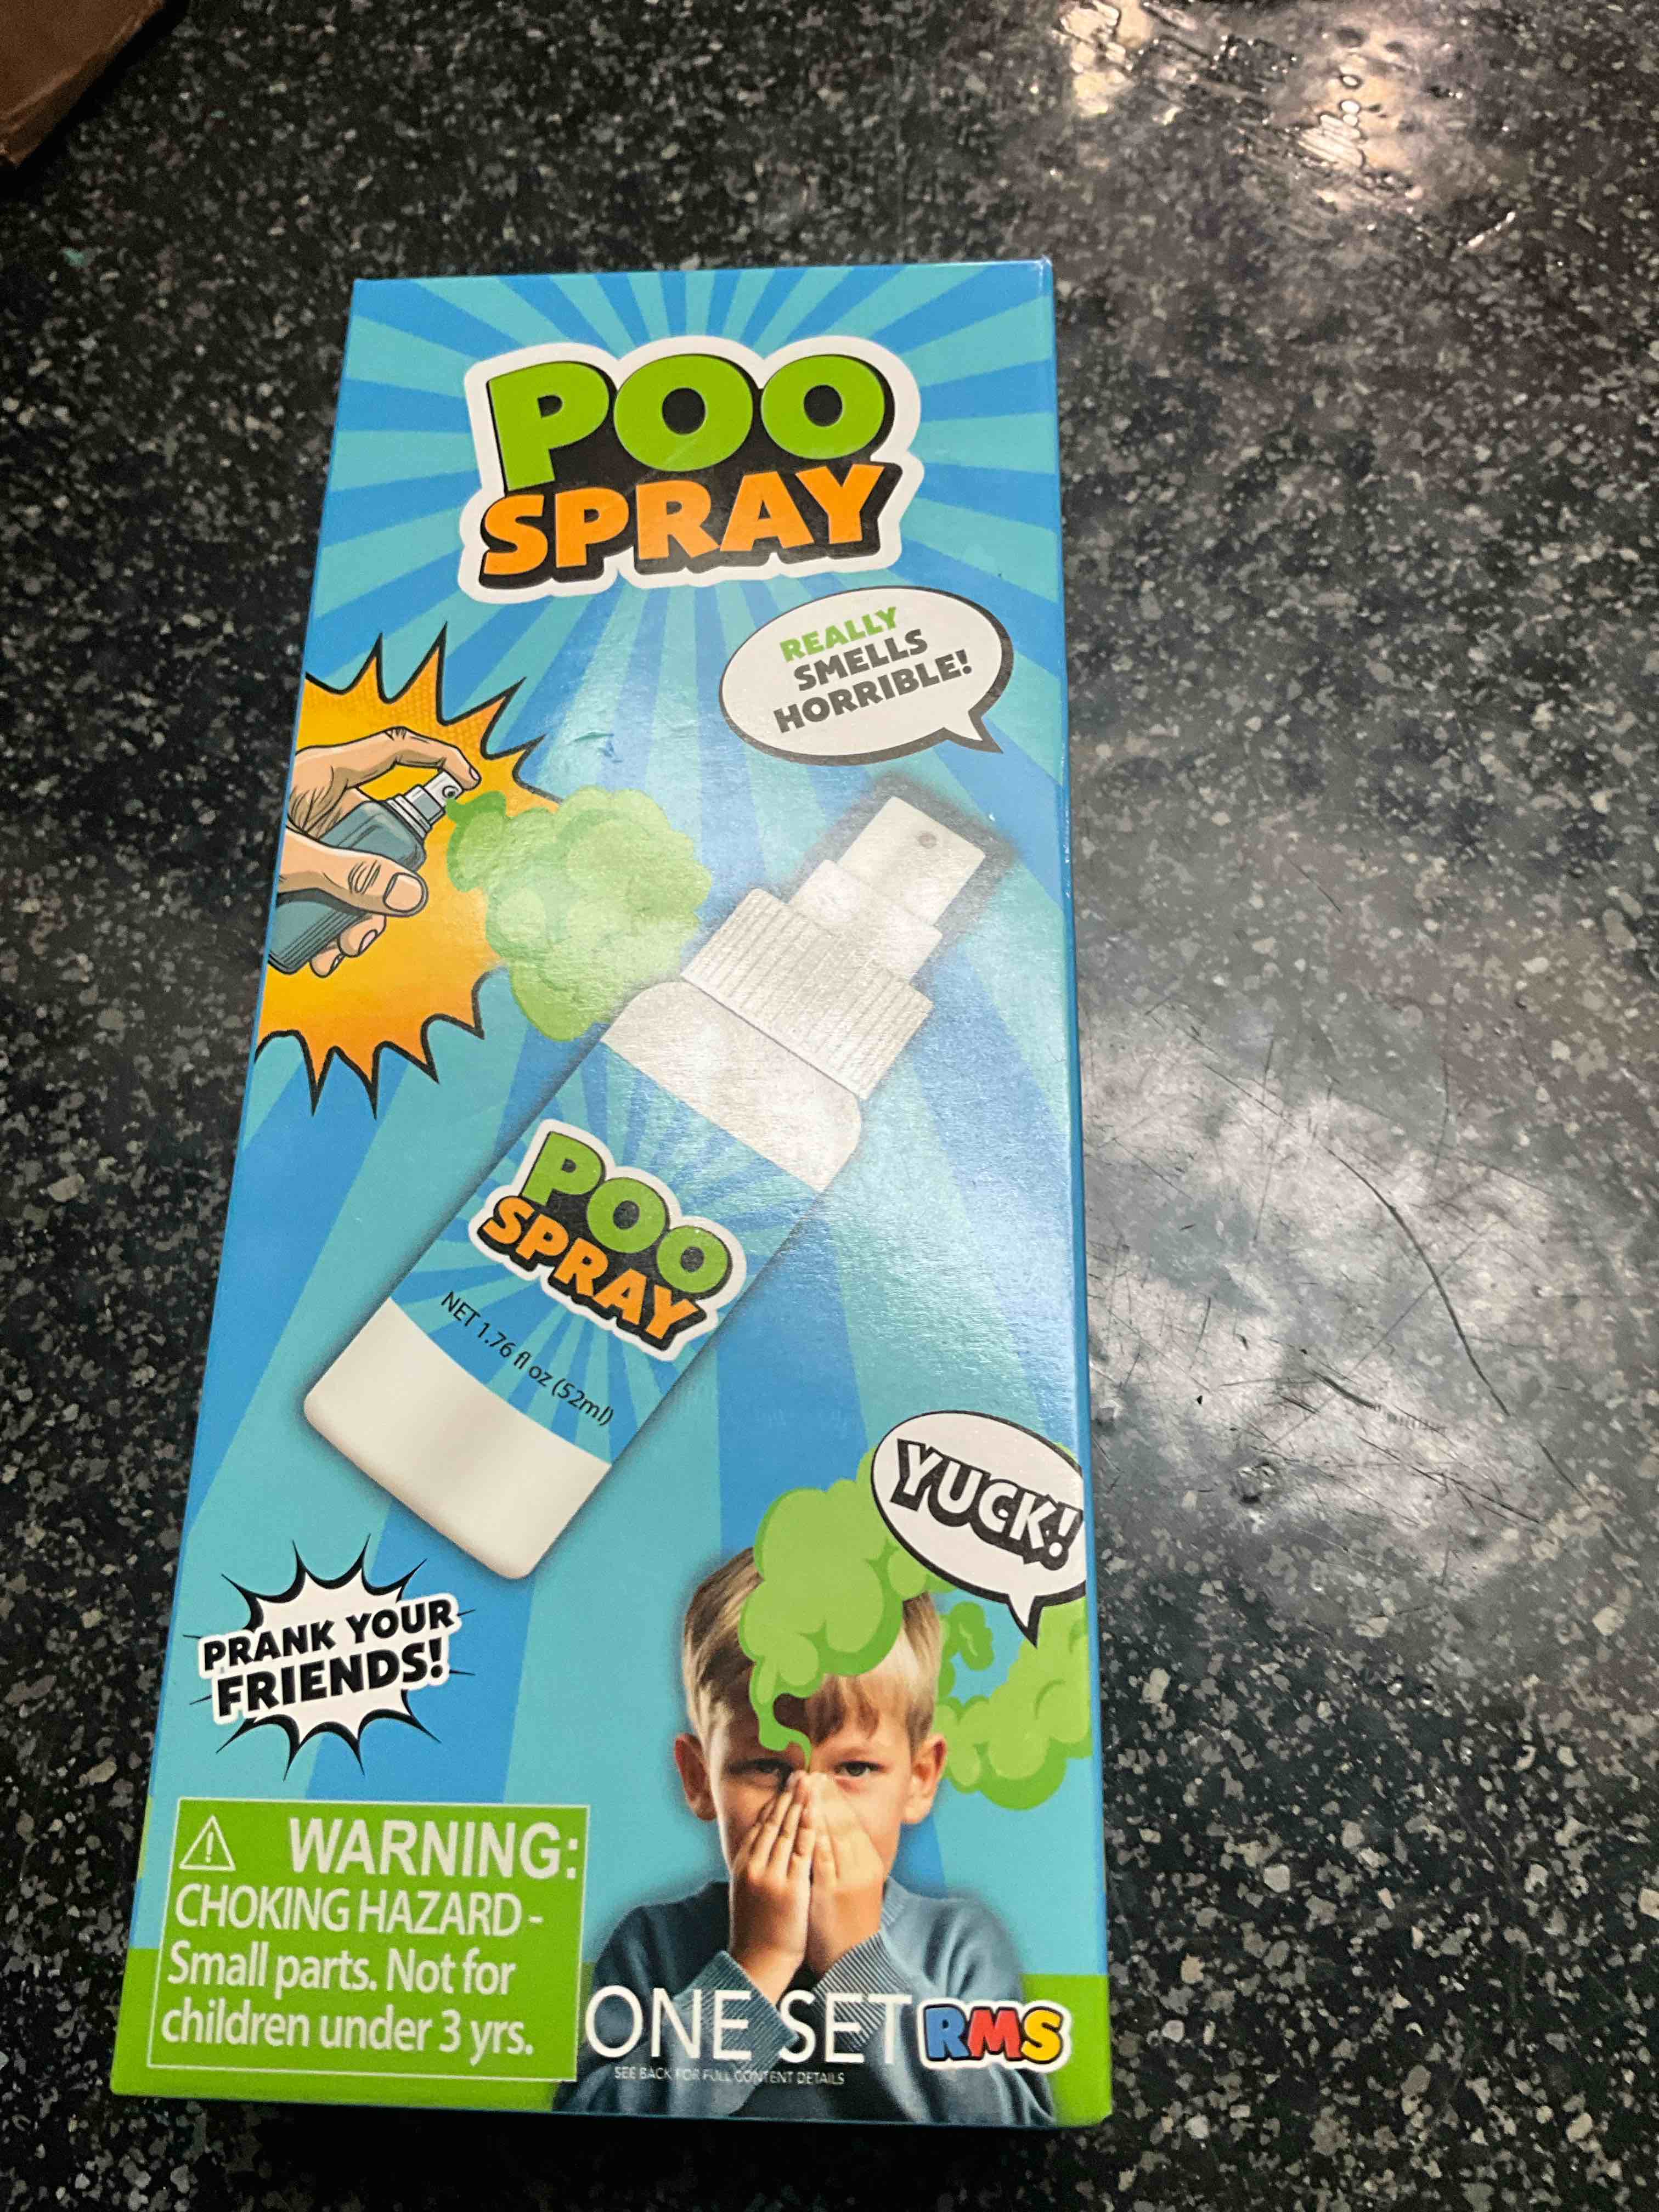 POO
SPRAY
REALLY
SMELLS
HORRIBLE!
POO
SPRAY
NET 1.76 fl oz (52ml)
YUCK!
PRANK YOUR
FRIENDS!
WARNING:
CHOKING HAZARD -
Small parts. Not for
children under 3 yrs.
ONE SET
RMS
SEE BACK FOR FULL CONTENT DETAILS